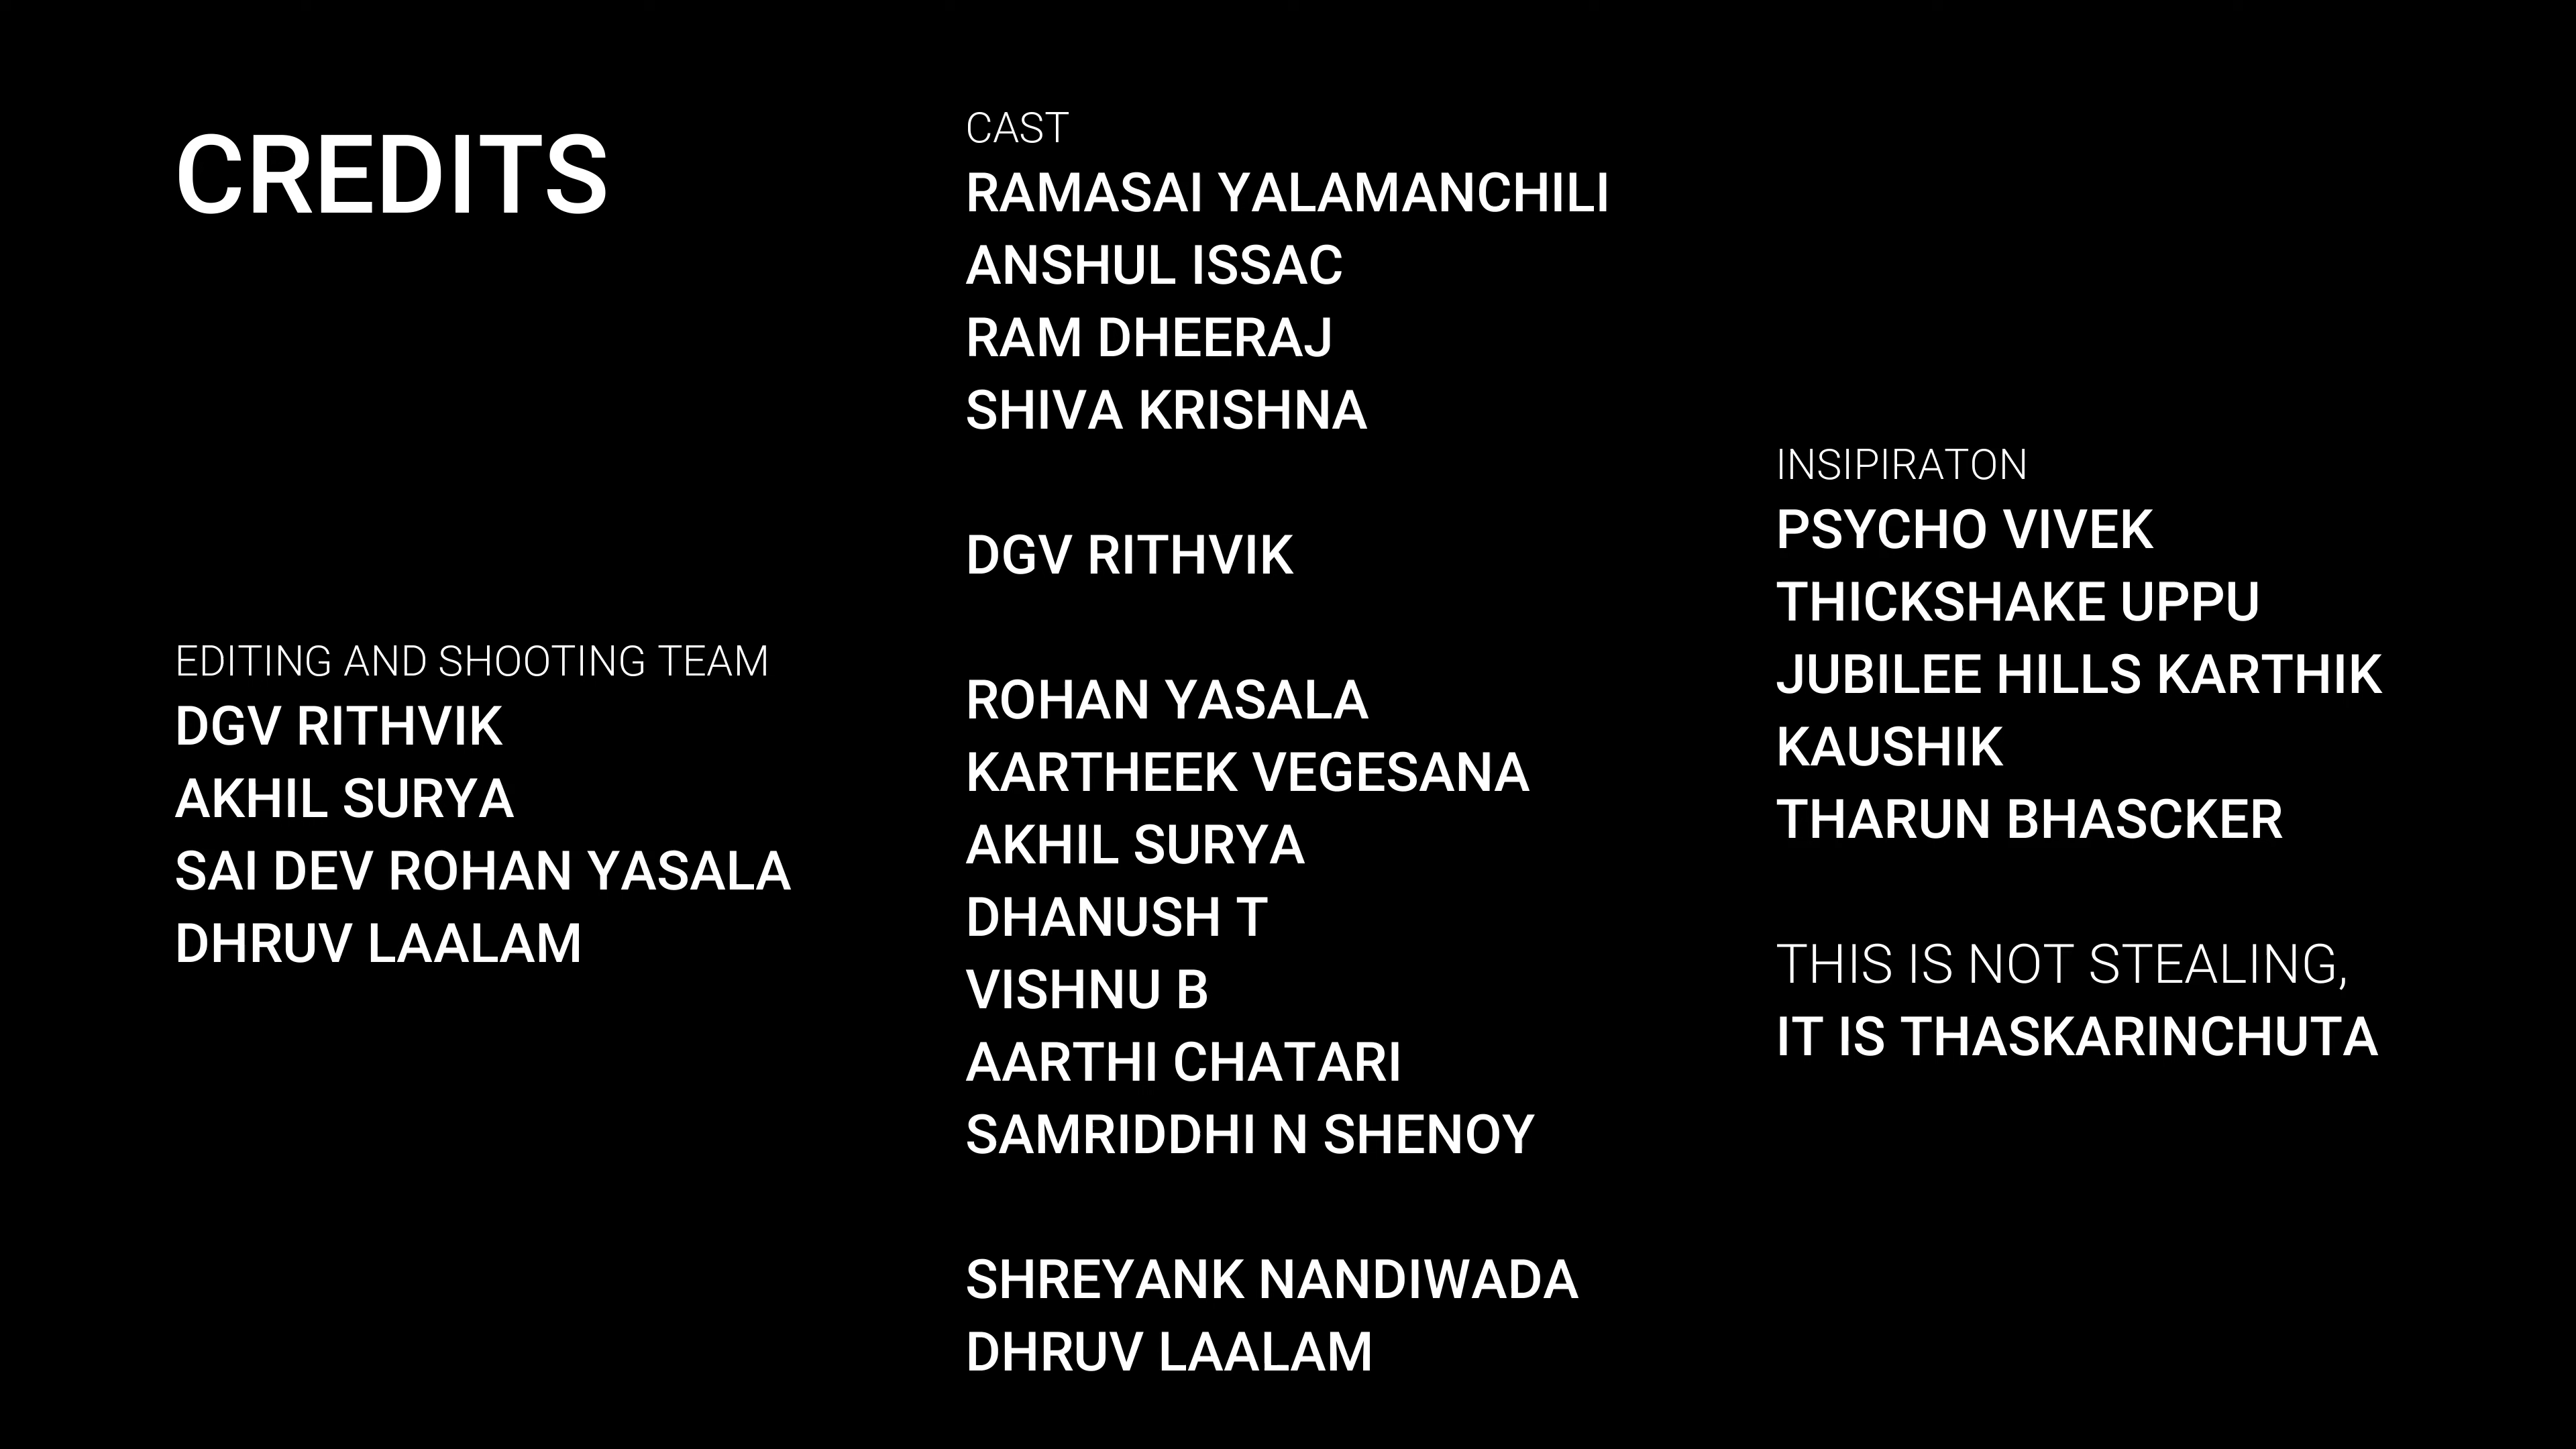 CREDITS
EDITING AND SHOOTING TEAM
DGV RITHVIK
AKHIL SURYA
SAI DEV ROHAN YASALA
DHRUV LAALAM
CAST
RAMASAI YALAMANCHILI
ANSHUL ISSAC
RAM DHEERAJ
SHIVA KRISHNA
DGV RITHVIK
ROHAN YASALA
KARTHEEK VEGESANA
AKHIL SURYA
DHANUSH T
VISHNU B
AARTHI CHATARI
SAMRIDDHI N SHENOY
SHREYANK NANDIWADA
DHRUV LAALAM
INSIPIRATON
PSYCHO VIVEK
THICKSHAKE UPPU
JUBILEE HILLS KARTHIK
KAUSHIK
THARUN BHASCKER
THIS IS NOT STEALING,
IT IS THASKARINCHUTA